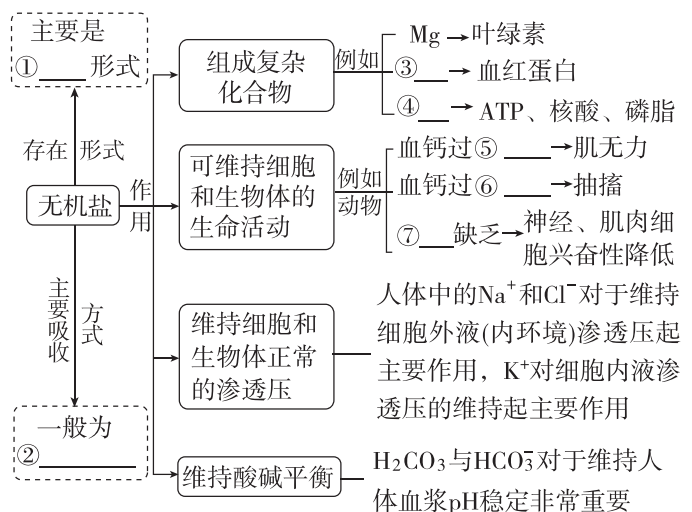 主要是
①____形式
存在形式
无机盐
主要吸收方式
一般为
②________
作用
组成复杂
化合物
例如
Mg→叶绿素
③___→血红蛋白
④___→ATP、核酸、磷脂
可维持细胞
和生物体的
生命活动
例如
动物
血钙过⑤____→肌无力
血钙过⑥____→抽搐
⑦___缺乏→神经、肌肉细
胞兴奋性降低
维持细胞和
生物体正常
的渗透压
人体中的Na⁺和Cl⁻对于维持
细胞外液(内环境)渗透压起
主要作用，K⁺对细胞内液渗
透压的维持起主要作用
维持酸碱平衡
H₂CO₃与HCO₃⁻对于维持人
体血浆pH稳定非常重要